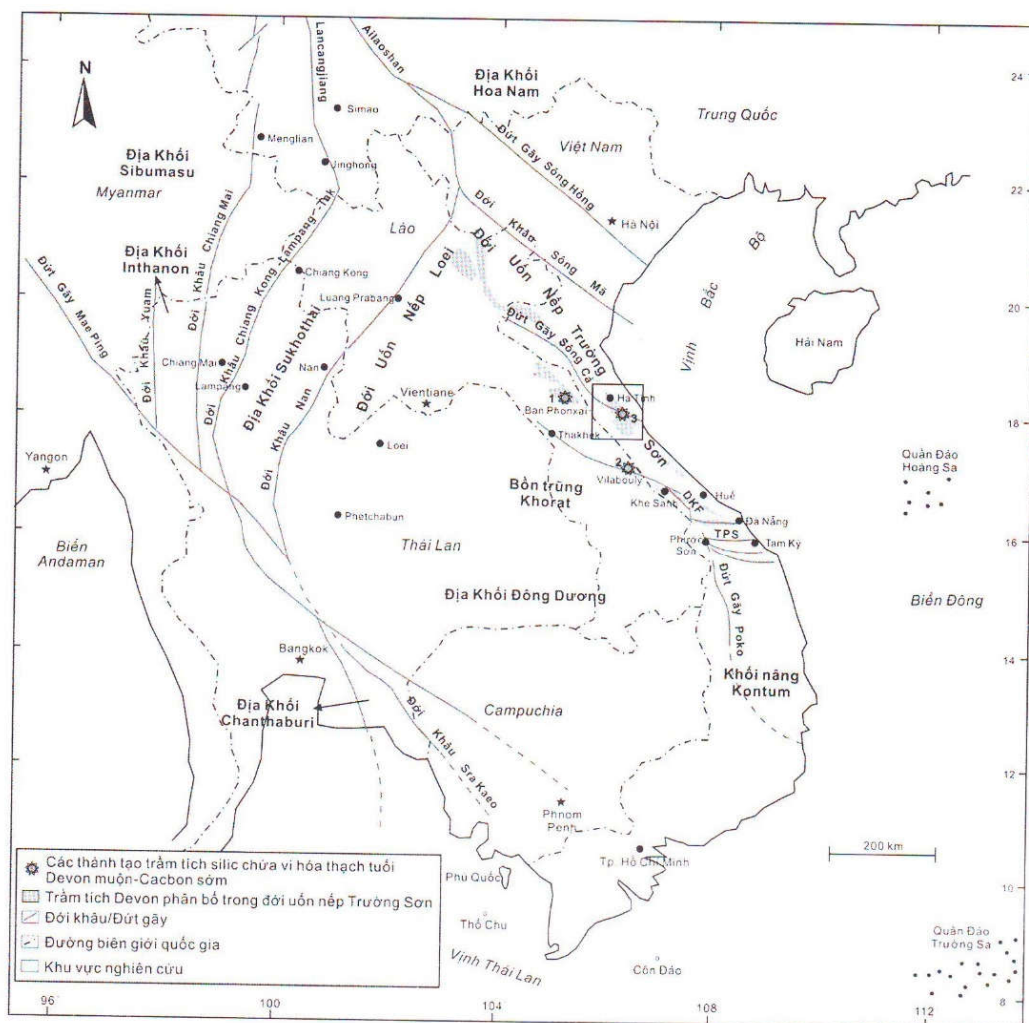 N
Lancangjiang
Ailaoshan
Simao
Menglian
Jinghong
Địa Khối
Hoa Nam
Trung Quốc
Việt Nam
Đứt Gãy Sông Hồng
Hà Nội
Địa Khối
Sibumasu
Myanmar
Lào
Địa Khối
Inthanon
Đới Khâu Chiang Mai
Đới Khâu Chiang Kong Lampang Tak
Chiang Kong
Luang Prabang
Đứt Gãy Mae Ping
Đới Khâu Yuam
Chiang Mai
Lampang
Địa Khối Sukhothai
Đới Khâu Nan
Nan
Đới Uốn Nếp Loei
Đới Khâu Sông Mã
Đới Uốn Nếp Trường Sơn
Đứt Gãy Sông Cả
Vịnh Bắc Bộ
Hải Nam
Vientiane
Loei
1
Ban Phonxai
Hà Tĩnh
3
Thakhek
2
Vilabouly
Khe Sanh
DKF
Huế
Đà Nẵng
TPS
Phước
Sơn
Tam Kỳ
Quần Đảo
Hoàng Sa
Yangon
Biển
Andaman
Phetchabun
Bồn trũng
Khorat
Thái Lan
Địa Khối Đông Dương
Đứt Gãy Poko
Biển Đông
Bangkok
Địa Khối
Chanthaburi
Khối nâng
Kontum
Campuchia
Đới Khâu Sra Kaeo
Phnom
Penh
Tp. Hồ Chí Minh
200 km
Phú Quốc
Thổ Chu
Vịnh Thái Lan
Côn Đảo
Quần Đảo
Trường Sa
Các thành tạo trầm tích silic chứa vi hóa thạch tuổi
Devon muộn-Cacbon sớm
Trầm tích Devon phân bố trong đới uốn nếp Trường Sơn
Đới khâu/Đứt gãy
Đường biên giới quốc gia
Khu vực nghiên cứu
24
22
20
18
16
14
12
10
8
96
100
104
108
112